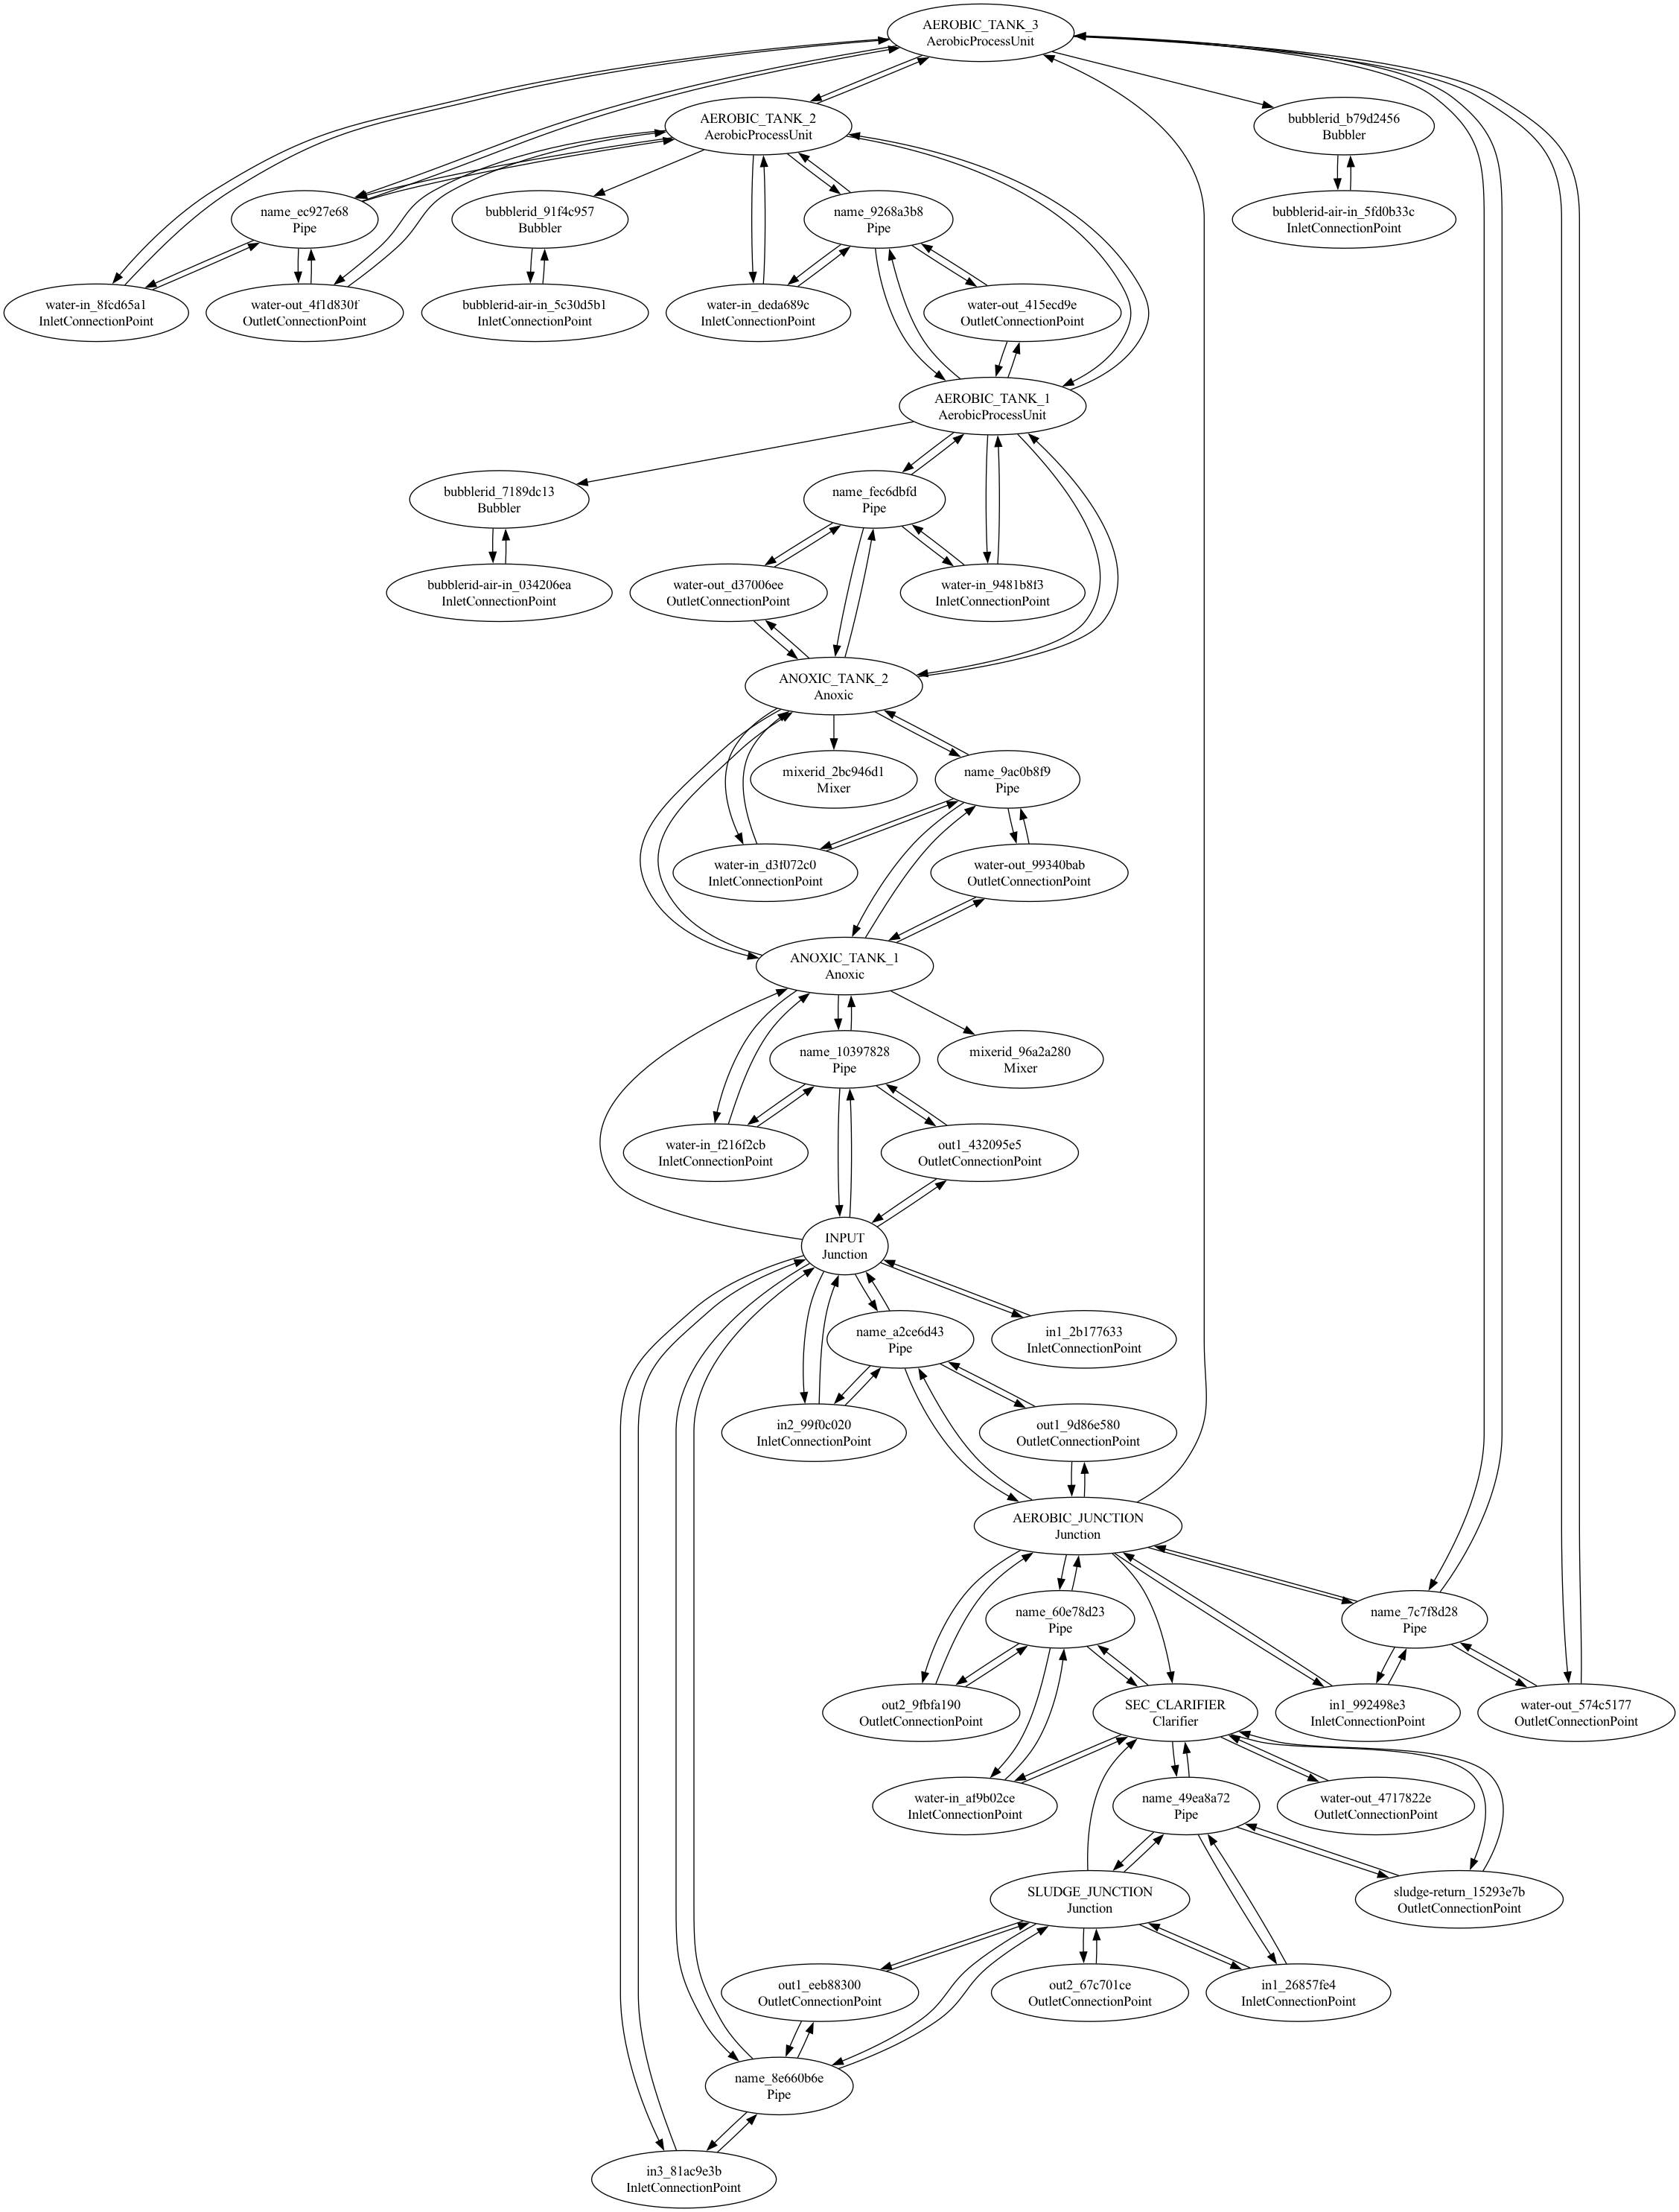 AEROBIC_TANK_3
AerobicProcessUnit
AEROBIC_TANK_2
AerobicProcessUnit
bubblerid_b79d2456
Bubbler
name_ec927e68
Pipe
bubblerid_91f4c957
Bubbler
name_9268a3b8
Pipe
bubblerid-air-in_5fd0b33c
InletConnectionPoint
water-in_8fcd65a1
InletConnectionPoint
water-out_4f1d830f
OutletConnectionPoint
bubblerid-air-in_5c30d5b1
InletConnectionPoint
water-in_deda689c
InletConnectionPoint
water-out_415ecd9e
OutletConnectionPoint
AEROBIC_TANK_1
AerobicProcessUnit
bubblerid_7189dc13
Bubbler
name_fec6dbfd
Pipe
bubblerid-air-in_034206ea
InletConnectionPoint
water-out_d37006ee
OutletConnectionPoint
water-in_9481b8f3
InletConnectionPoint
ANOXIC_TANK_2
Anoxic
mixerid_2bc946d1
Mixer
name_9ac0b8f9
Pipe
water-in_d3f072c0
InletConnectionPoint
water-out_99340bab
OutletConnectionPoint
ANOXIC_TANK_1
Anoxic
name_10397828
Pipe
mixerid_96a2a280
Mixer
water-in_f216f2cb
InletConnectionPoint
out1_432095e5
OutletConnectionPoint
INPUT
Junction
name_a2ce6d43
Pipe
in1_2b177633
InletConnectionPoint
in2_99f0c020
InletConnectionPoint
out1_9d86e580
OutletConnectionPoint
AEROBIC_JUNCTION
Junction
name_60e78d23
Pipe
name_7c7f8d28
Pipe
out2_9fbfa190
OutletConnectionPoint
SEC_CLARIFIER
Clarifier
in1_992498e3
InletConnectionPoint
water-out_574c5177
OutletConnectionPoint
water-in_af9b02ce
InletConnectionPoint
name_49ea8a72
Pipe
water-out_4717822e
OutletConnectionPoint
SLUDGE_JUNCTION
Junction
sludge-return_15293e7b
OutletConnectionPoint
out1_eeb88300
OutletConnectionPoint
out2_67c701ce
OutletConnectionPoint
in1_26857fe4
InletConnectionPoint
name_8e660b6e
Pipe
in3_81ac9e3b
InletConnectionPoint